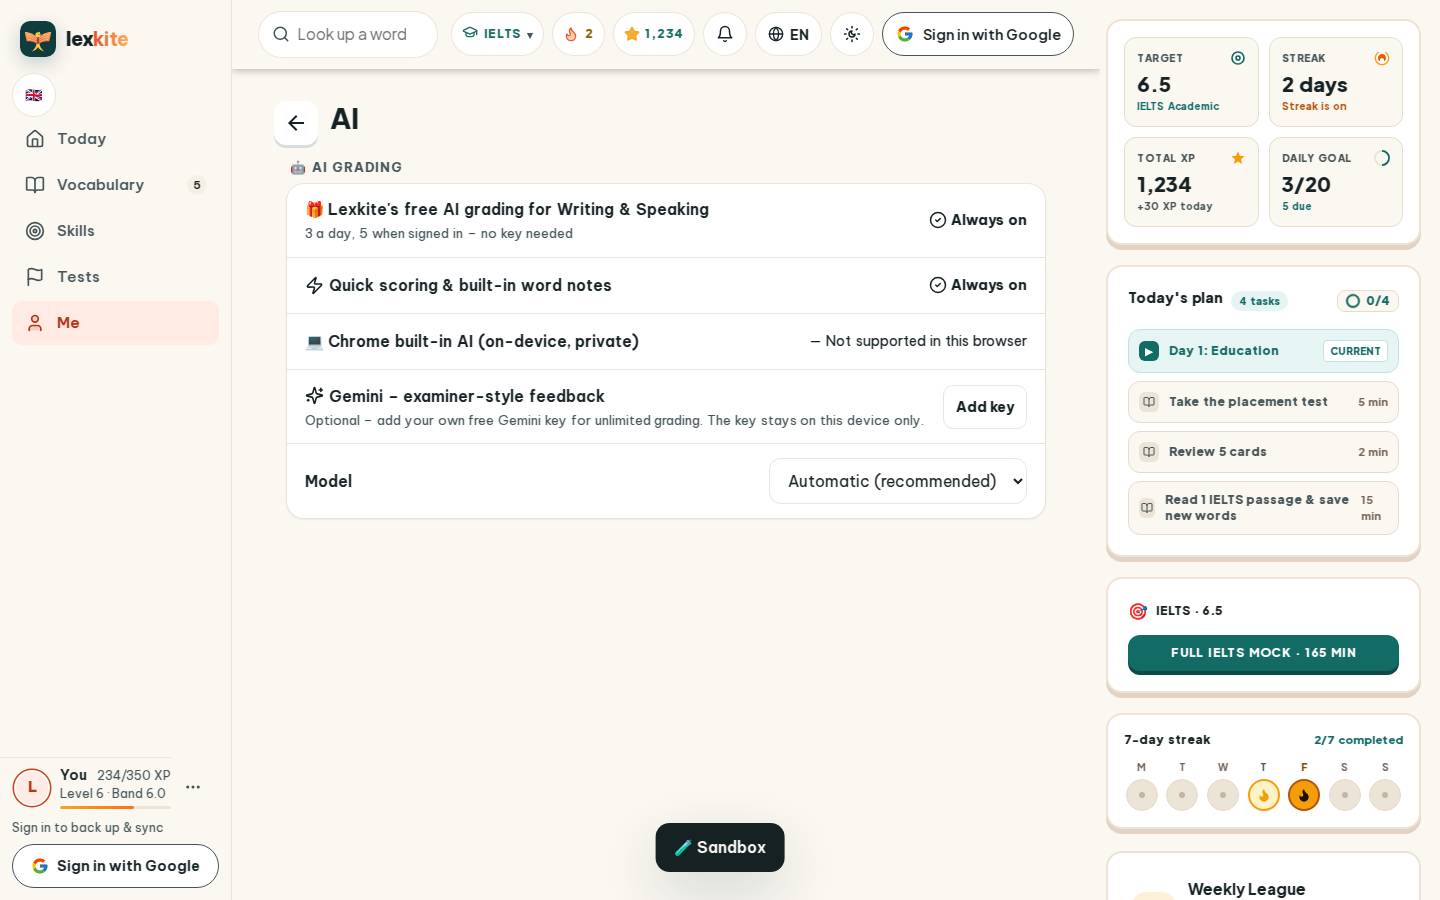 lexkite
Today
Vocabulary 5
Skills
Tests
Me
You 234/350 XP
Level 6 · Band 6.0
Sign in to back up & sync
Sign in with Google
Look up a word
IELTS ▾
2
1,234
EN
Sign in with Google
AI
AI GRADING
Lexkite's free AI grading for Writing & Speaking
3 a day, 5 when signed in – no key needed
Always on
Quick scoring & built-in word notes
Always on
Chrome built-in AI (on-device, private)
— Not supported in this browser
Gemini – examiner-style feedback
Optional – add your own free Gemini key for unlimited grading. The key stays on this device only.
Add key
Model
Automatic (recommended)
Sandbox
TARGET
6.5
IELTS Academic
STREAK
2 days
Streak is on
TOTAL XP
1,234
+30 XP today
DAILY GOAL
3/20
5 due
Today's plan 4 tasks 0/4
Day 1: Education CURRENT
Take the placement test 5 min
Review 5 cards 2 min
Read 1 IELTS passage & save 15
new words min
IELTS · 6.5
FULL IELTS MOCK · 165 MIN
7-day streak 2/7 completed
M T W T F S S
Weekly League
L